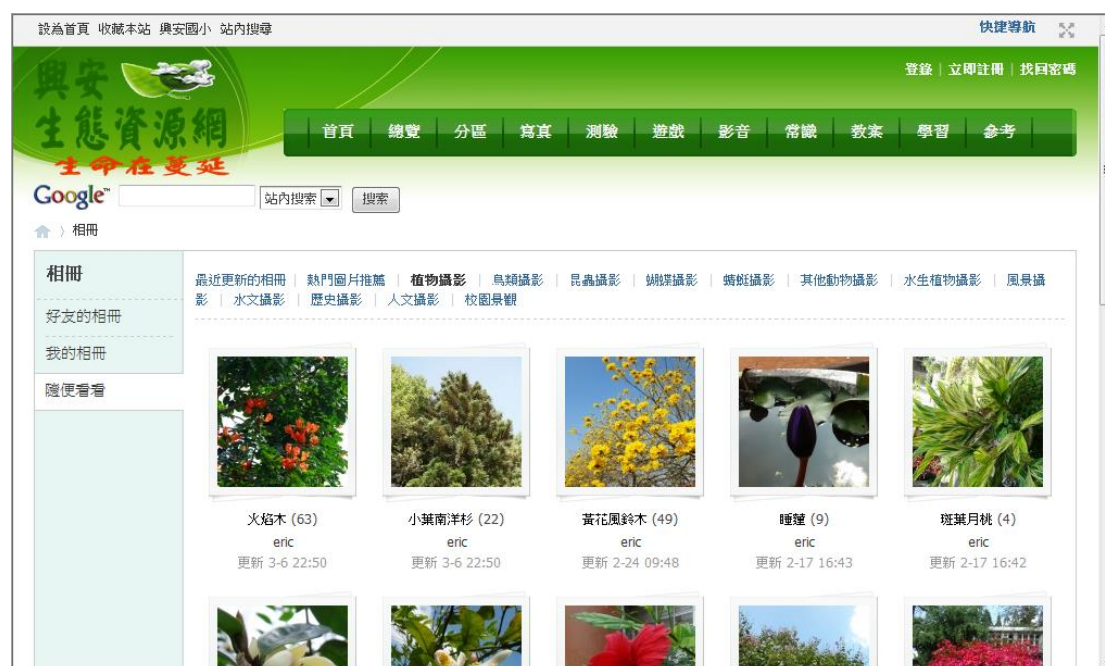 設為首頁 收藏本站 興安國小 站內搜尋 快捷導航
興安
生態資源網
生命在蔓延
登錄 | 立即註冊 | 找回密碼
首頁 總覽 分區 寫真 測驗 遊戲 影音 常識 教案 學習 參考
Google™ 站內搜索 搜索
相冊
相冊
好友的相冊
我的相冊
隨便看看
最近更新的相冊 | 熱門圖片推薦 | 植物攝影 | 鳥類攝影 | 昆蟲攝影 | 蝴蝶攝影 | 蜻蜓攝影 | 其他動物攝影 | 水生植物攝影 | 風景攝
影 | 水文攝影 | 歷史攝影 | 人文攝影 | 校園景觀
火焰木 (63) 小葉南洋杉 (22) 黃花風鈴木 (49) 睡蓮 (9) 斑葉月桃 (4)
eric eric eric eric eric
更新 3-6 22:50 更新 3-6 22:50 更新 2-24 09:48 更新 2-17 16:43 更新 2-17 16:42